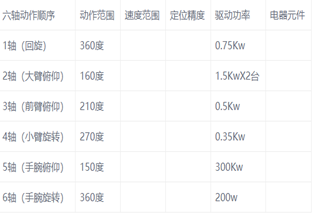 六轴动作顺序 动作范围 速度范围 定位精度 驱动功率 电器元件
1轴（回旋） 360度 0.75Kw
2轴（大臂俯仰） 160度 1.5KwX2台
3轴（前臂俯仰） 210度 0.5Kw
4轴（小臂旋转） 270度 0.35Kw
5轴（手腕俯仰） 150度 300Kw
6轴（手腕旋转） 360度 200w